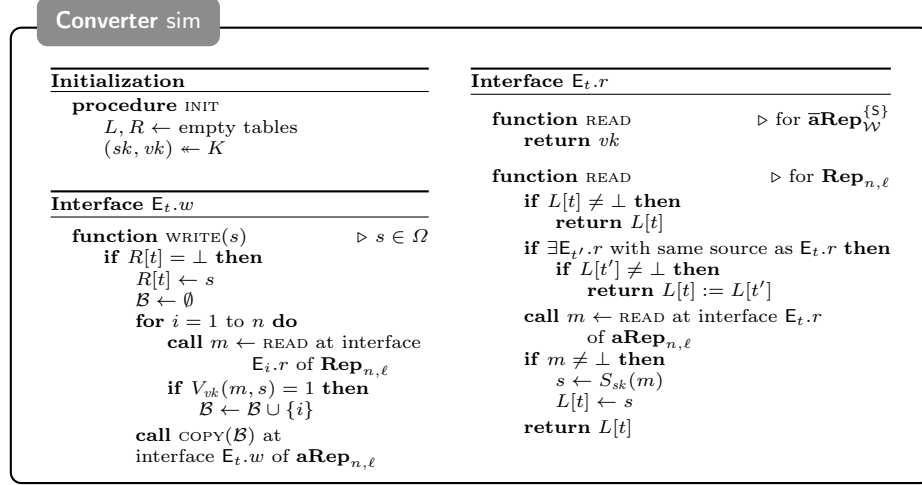 Converter sim
Initialization
procedure INIT
L, R ← empty tables
(sk, vk) ↞ K
Interface E_t.w
function WRITE(s) ▷ s ∈ Ω
if R[t] = ⊥ then
R[t] ← s
ℬ ← ∅
for i = 1 to n do
call m ← READ at interface
E_i.r of Rep_{n,ℓ}
if V_{vk}(m, s) = 1 then
ℬ ← ℬ ∪ {i}
call COPY(ℬ) at
interface E_t.w of aRep_{n,ℓ}
Interface E_t.r
function READ ▷ for a̅Rep_𝒲^{{S}}
return vk
function READ ▷ for Rep_{n,ℓ}
if L[t] ≠ ⊥ then
return L[t]
if ∃E_{t′}.r with same source as E_t.r then
if L[t′] ≠ ⊥ then
return L[t] := L[t′]
call m ← READ at interface E_t.r
of aRep_{n,ℓ}
if m ≠ ⊥ then
s ← S_{sk}(m)
L[t] ← s
return L[t]